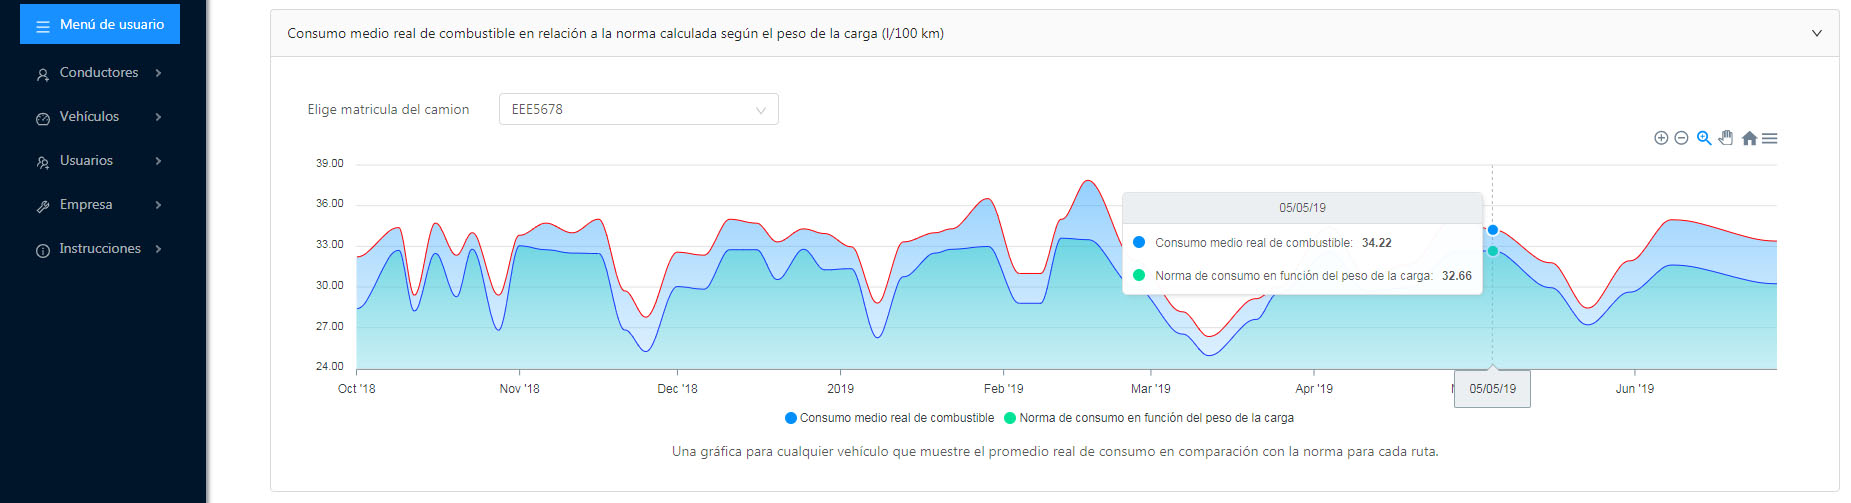 Menú de usuario
Conductores
Vehículos
Usuarios
Empresa
Instrucciones
Consumo medio real de combustible en relación a la norma calculada según el peso de la carga (l/100 km)
Elige matricula del camion EEE5678
39.00
36.00
33.00
30.00
27.00
24.00
05/05/19
Consumo medio real de combustible: 34.22
Norma de consumo en función del peso de la carga: 32.66
Oct '18 Nov '18 Dec '18 2019 Feb '19 Mar '19 Apr '19 05/05/19 Jun '19
Consumo medio real de combustible Norma de consumo en función del peso de la carga
Una gráfica para cualquier vehículo que muestre el promedio real de consumo en comparación con la norma para cada ruta.